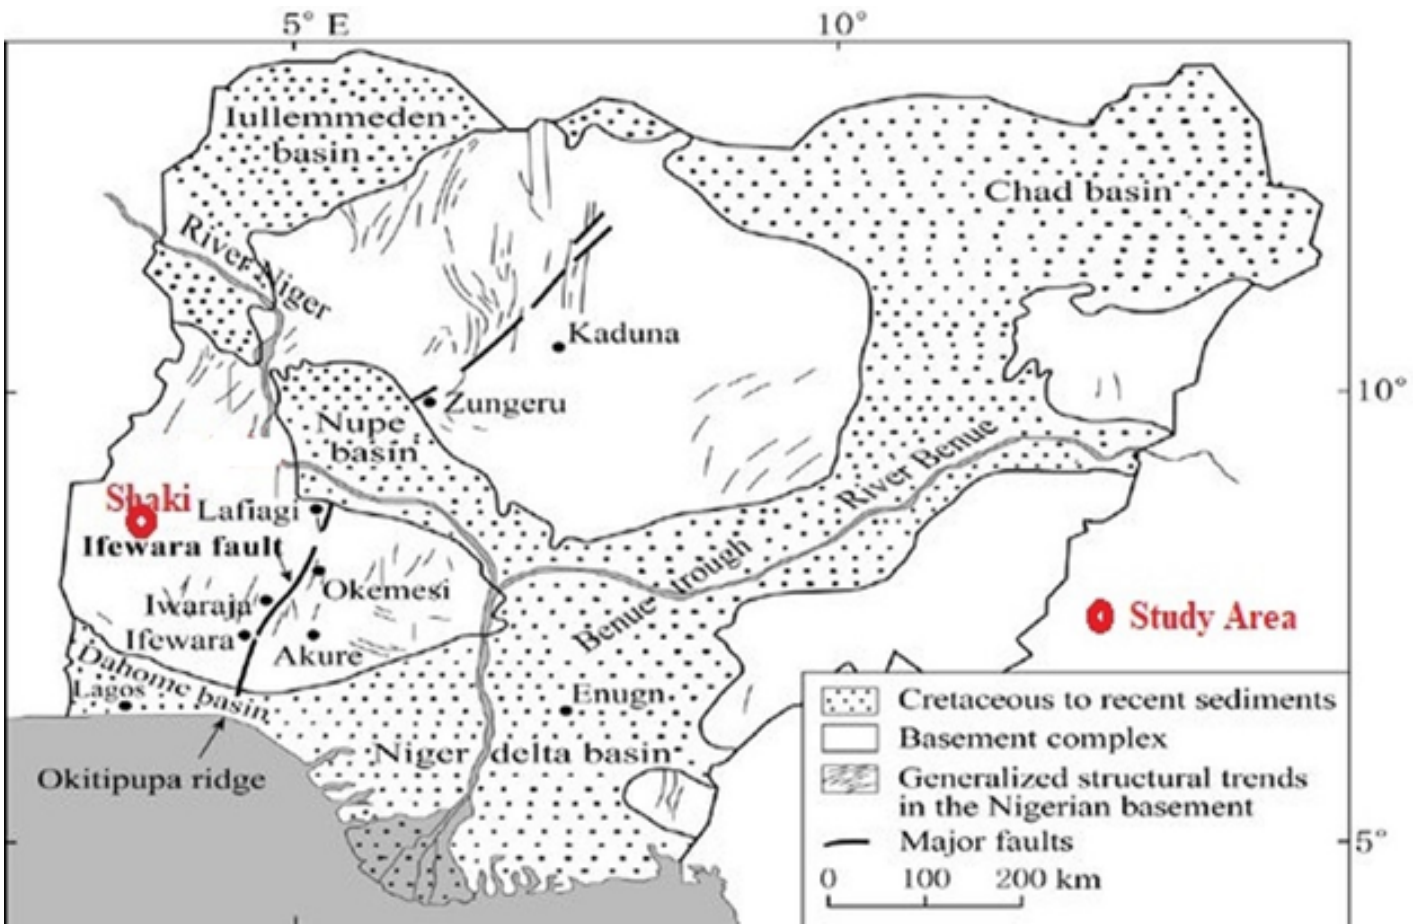 5° E
10°
Iullemmeden
basin
Chad basin
River Niger
Kaduna
10°
Zungeru
Nupe
basin
River Benue
Shaki
Lafiagi
Ifewara fault
Benue trough
Okemesi
Iwaraja
Study Area
Ifewara
Akure
Dahome basin
Lagos
Enugn
Cretaceous to recent sediments
Basement complex
Niger delta basin
Okitipupa ridge
Generalized structural trends
in the Nigerian basement
Major faults
5°
0 100 200 km